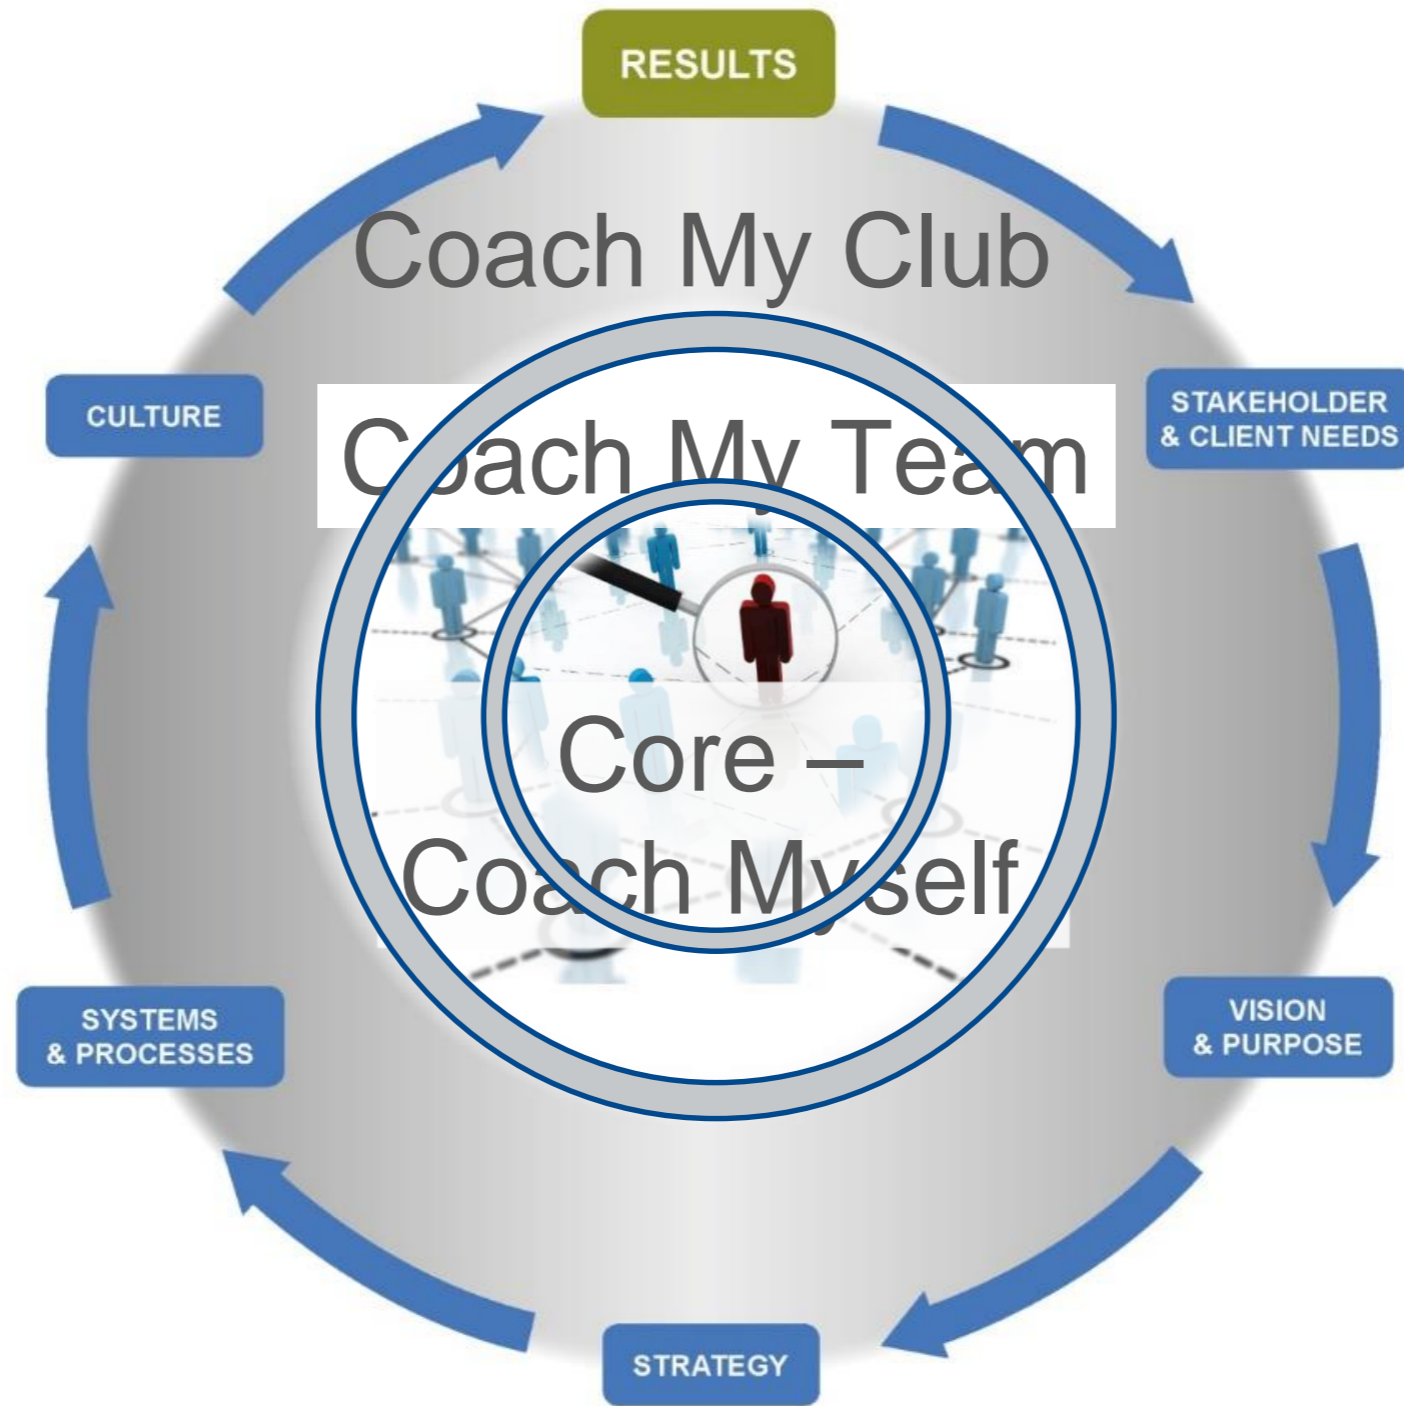 RESULTS
Coach My Club
CULTURE
STAKEHOLDER
& CLIENT NEEDS
Coach My Team
Core –
Coach Myself
SYSTEMS
& PROCESSES
VISION
& PURPOSE
STRATEGY